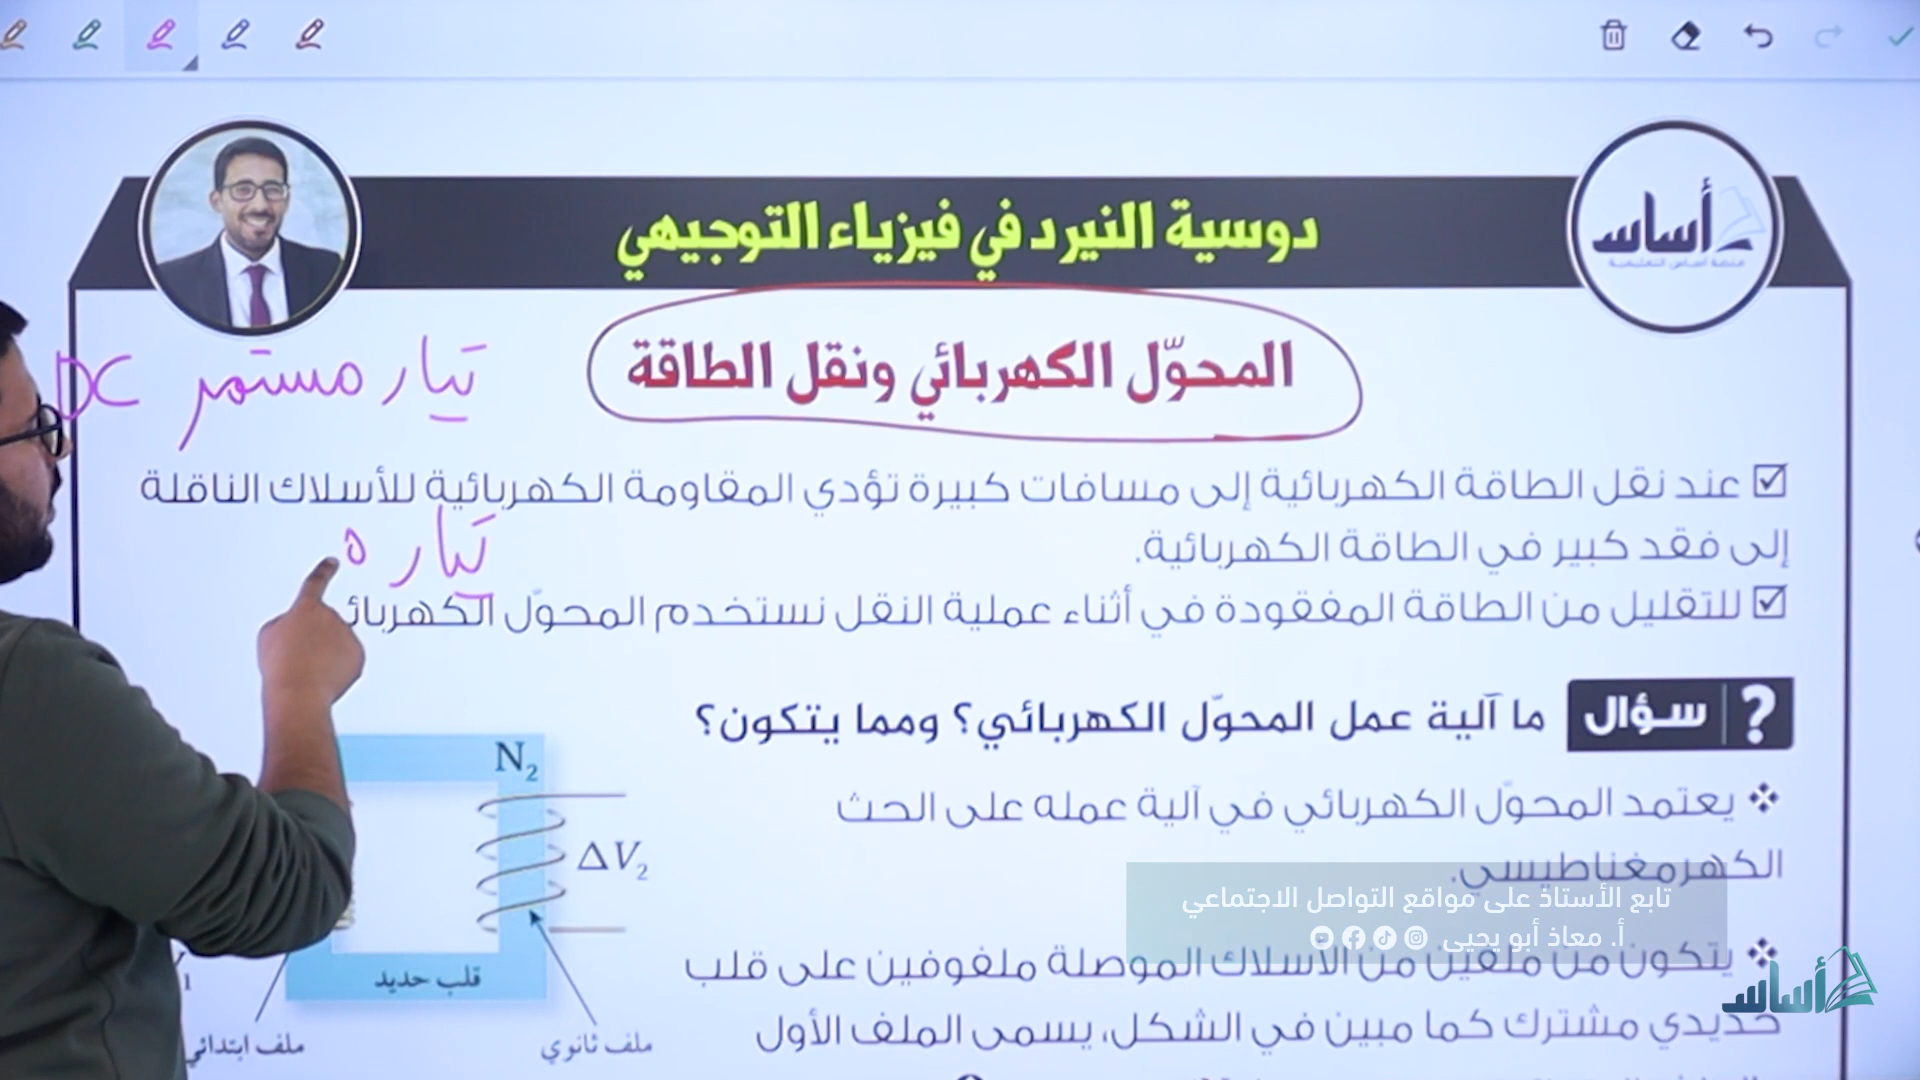 دوسية النيرد في فيزياء التوجيهي
أساس
منصة أساس التعليمية
المحوّل الكهربائي ونقل الطاقة
تيار مستمر DC
عند نقل الطاقة الكهربائية إلى مسافات كبيرة تؤدي المقاومة الكهربائية للأسلاك الناقلة
إلى فقد كبير في الطاقة الكهربائية.
تيار
للتقليل من الطاقة المفقودة في أثناء عملية النقل نستخدم المحوّل
سؤال ؟
ما آلية عمل المحوّل الكهربائي؟ ومما يتكون؟
يعتمد المحوّل الكهربائي في آلية عمله على الحث
الكهرمغناطيسي.
يتكون من ملفين من الأسلاك الموصلة ملفوفين على قلب
حديدي مشترك كما مبين في الشكل، يسمى الملف الأول
N₂
ΔV₂
قلب حديد
ملف ابتدائي
ملف ثانوي
تابع الأستاذ على مواقع التواصل الاجتماعي
أ. معاذ أبو يحيى
أساس